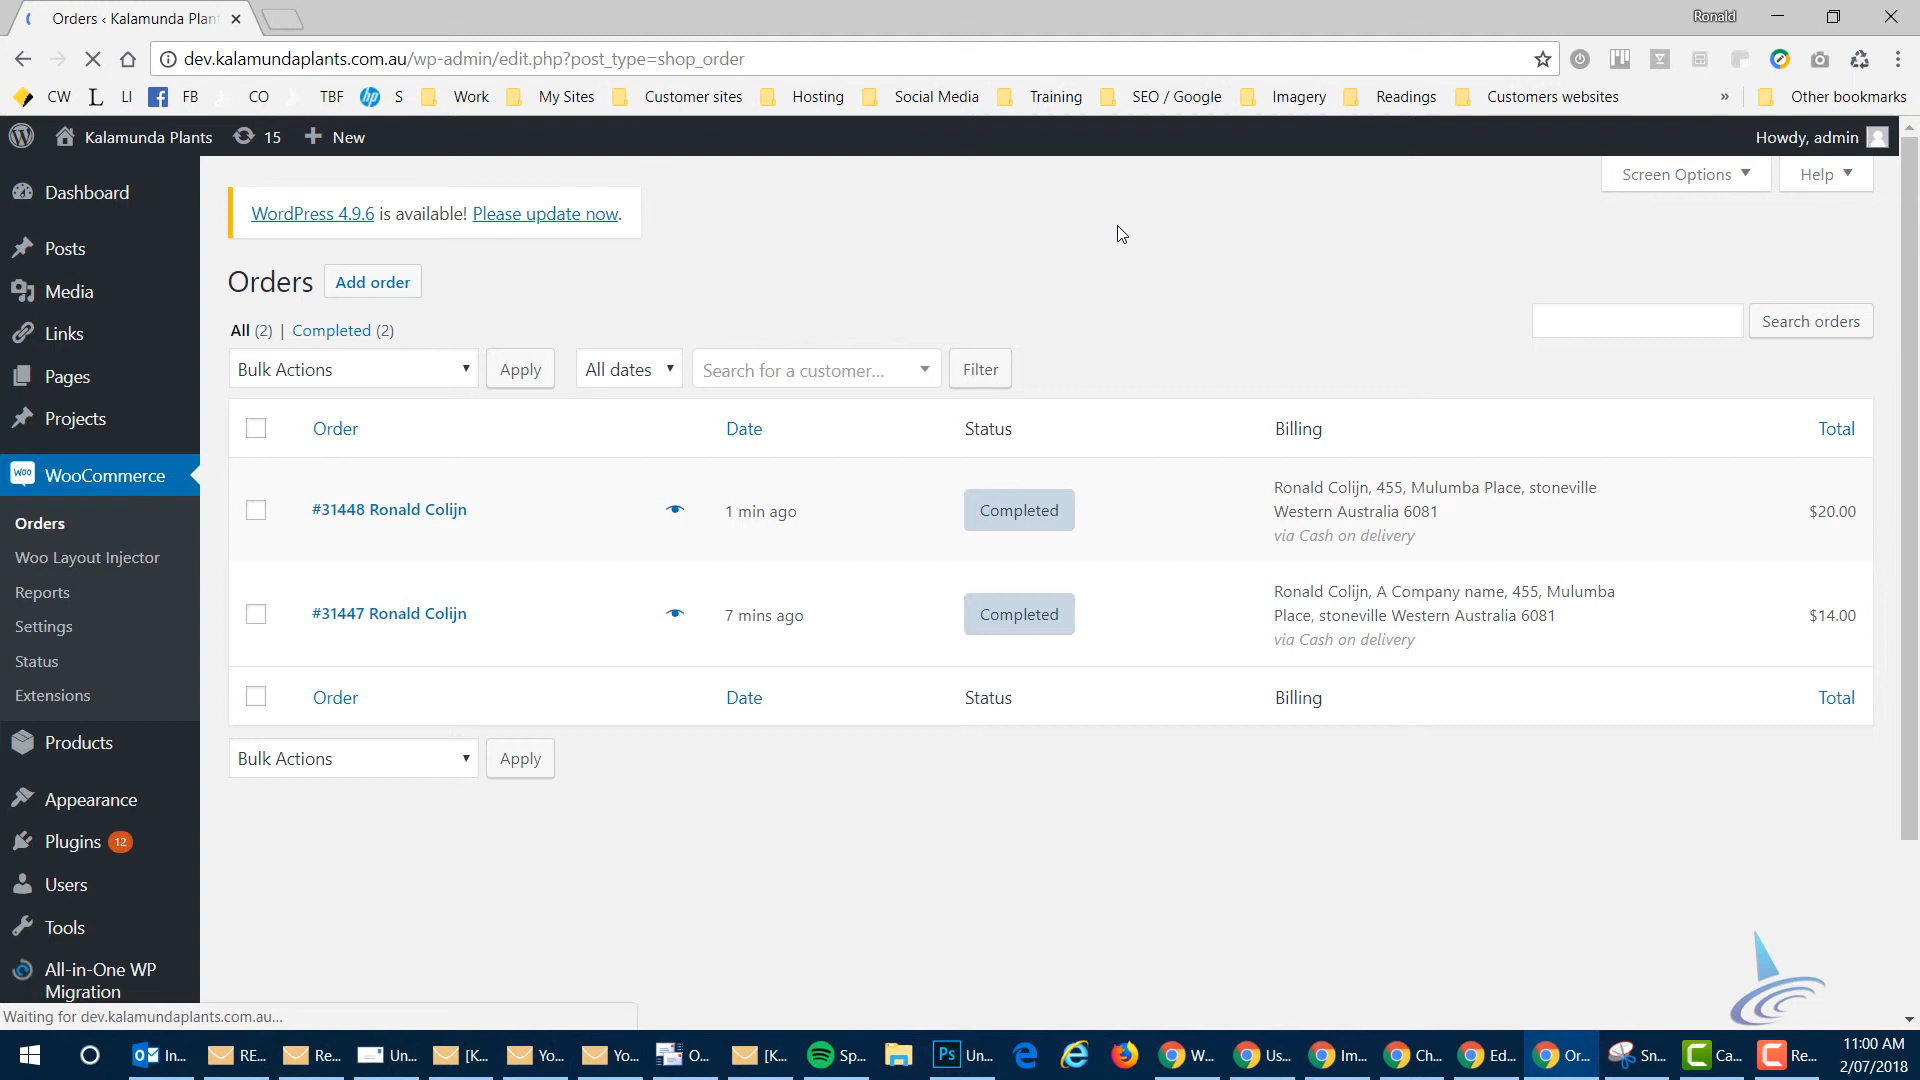 Orders ‹ Kalamunda Plan
Ronald
dev.kalamundaplants.com.au/wp-admin/edit.php?post_type=shop_order
CW LI FB CO TBF S Work My Sites Customer sites Hosting Social Media Training SEO / Google Imagery Readings Customers websites » Other bookmarks
Kalamunda Plants 15 New Howdy, admin
Screen Options Help
WordPress 4.9.6 is available! Please update now.
Dashboard
Posts
Media
Links
Pages
Projects
WooCommerce
Orders
Woo Layout Injector
Reports
Settings
Status
Extensions
Products
Appearance
Plugins 12
Users
Tools
All-in-One WP
Migration
Orders Add order
All (2) | Completed (2)
Search orders
Bulk Actions Apply All dates Search for a customer... Filter
Order Date Status Billing Total
#31448 Ronald Colijn 1 min ago Completed
Ronald Colijn, 455, Mulumba Place, stoneville
Western Australia 6081
via Cash on delivery
$20.00
#31447 Ronald Colijn 7 mins ago Completed
Ronald Colijn, A Company name, 455, Mulumba
Place, stoneville Western Australia 6081
via Cash on delivery
$14.00
Order Date Status Billing Total
Bulk Actions Apply
Waiting for dev.kalamundaplants.com.au...
In... RE... Re... Un... [K... Yo... Yo... O... [K... Sp... Ps Un... W... Us... Im... Ch... Ed... Or... Sn... Ca... Re...
11:00 AM
2/07/2018